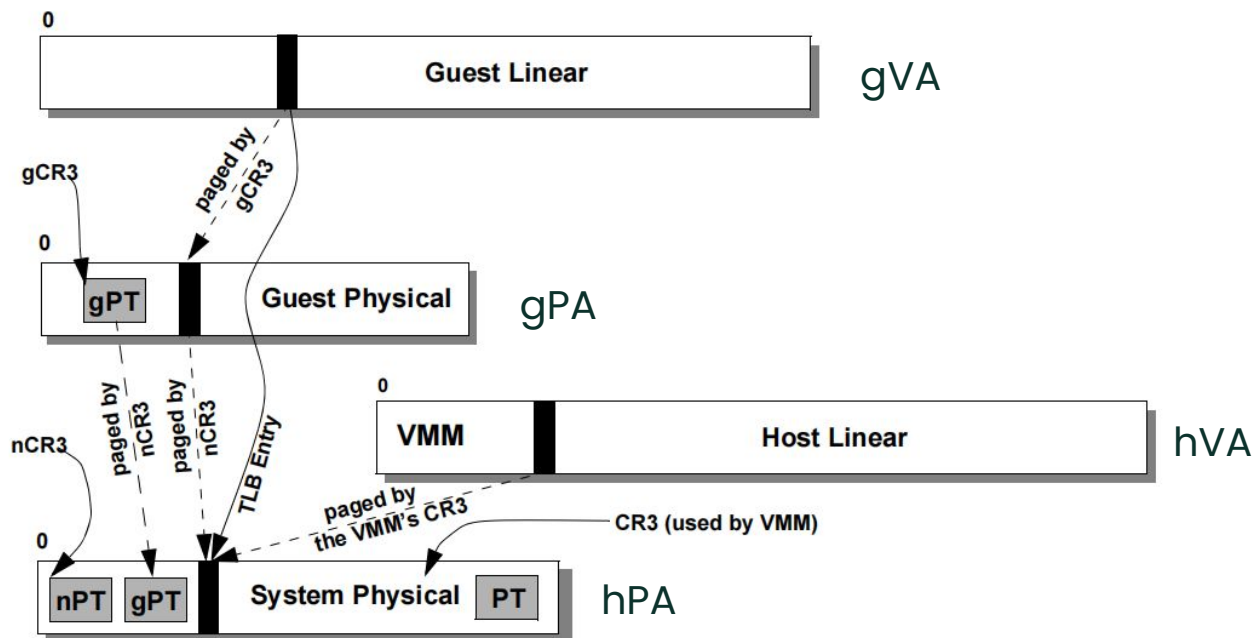 0
Guest Linear
gVA
paged by
gCR3
gCR3
0
gPT
Guest Physical
gPA
paged by
nCR3
paged by
nCR3
TLB Entry
0
VMM
Host Linear
hVA
nCR3
paged by
the VMM's CR3
CR3 (used by VMM)
0
nPT
gPT
System Physical
PT
hPA